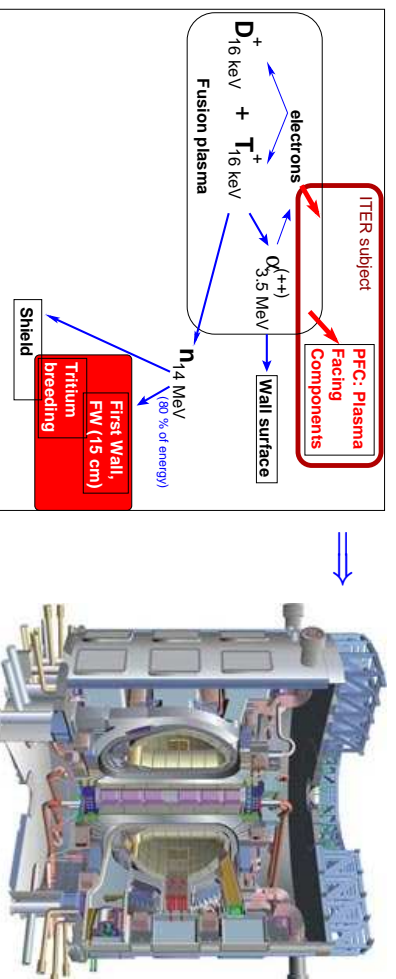 ITER subject
PFC: Plasma
Facing
Components
electrons
D+ 16 keV + T+ 16 keV
α(++) 3.5 MeV
Fusion plasma
Wall surface
n 14 MeV
(80 % of energy)
First Wall,
FW (15 cm)
Tritium
breeding
Shield
⇒